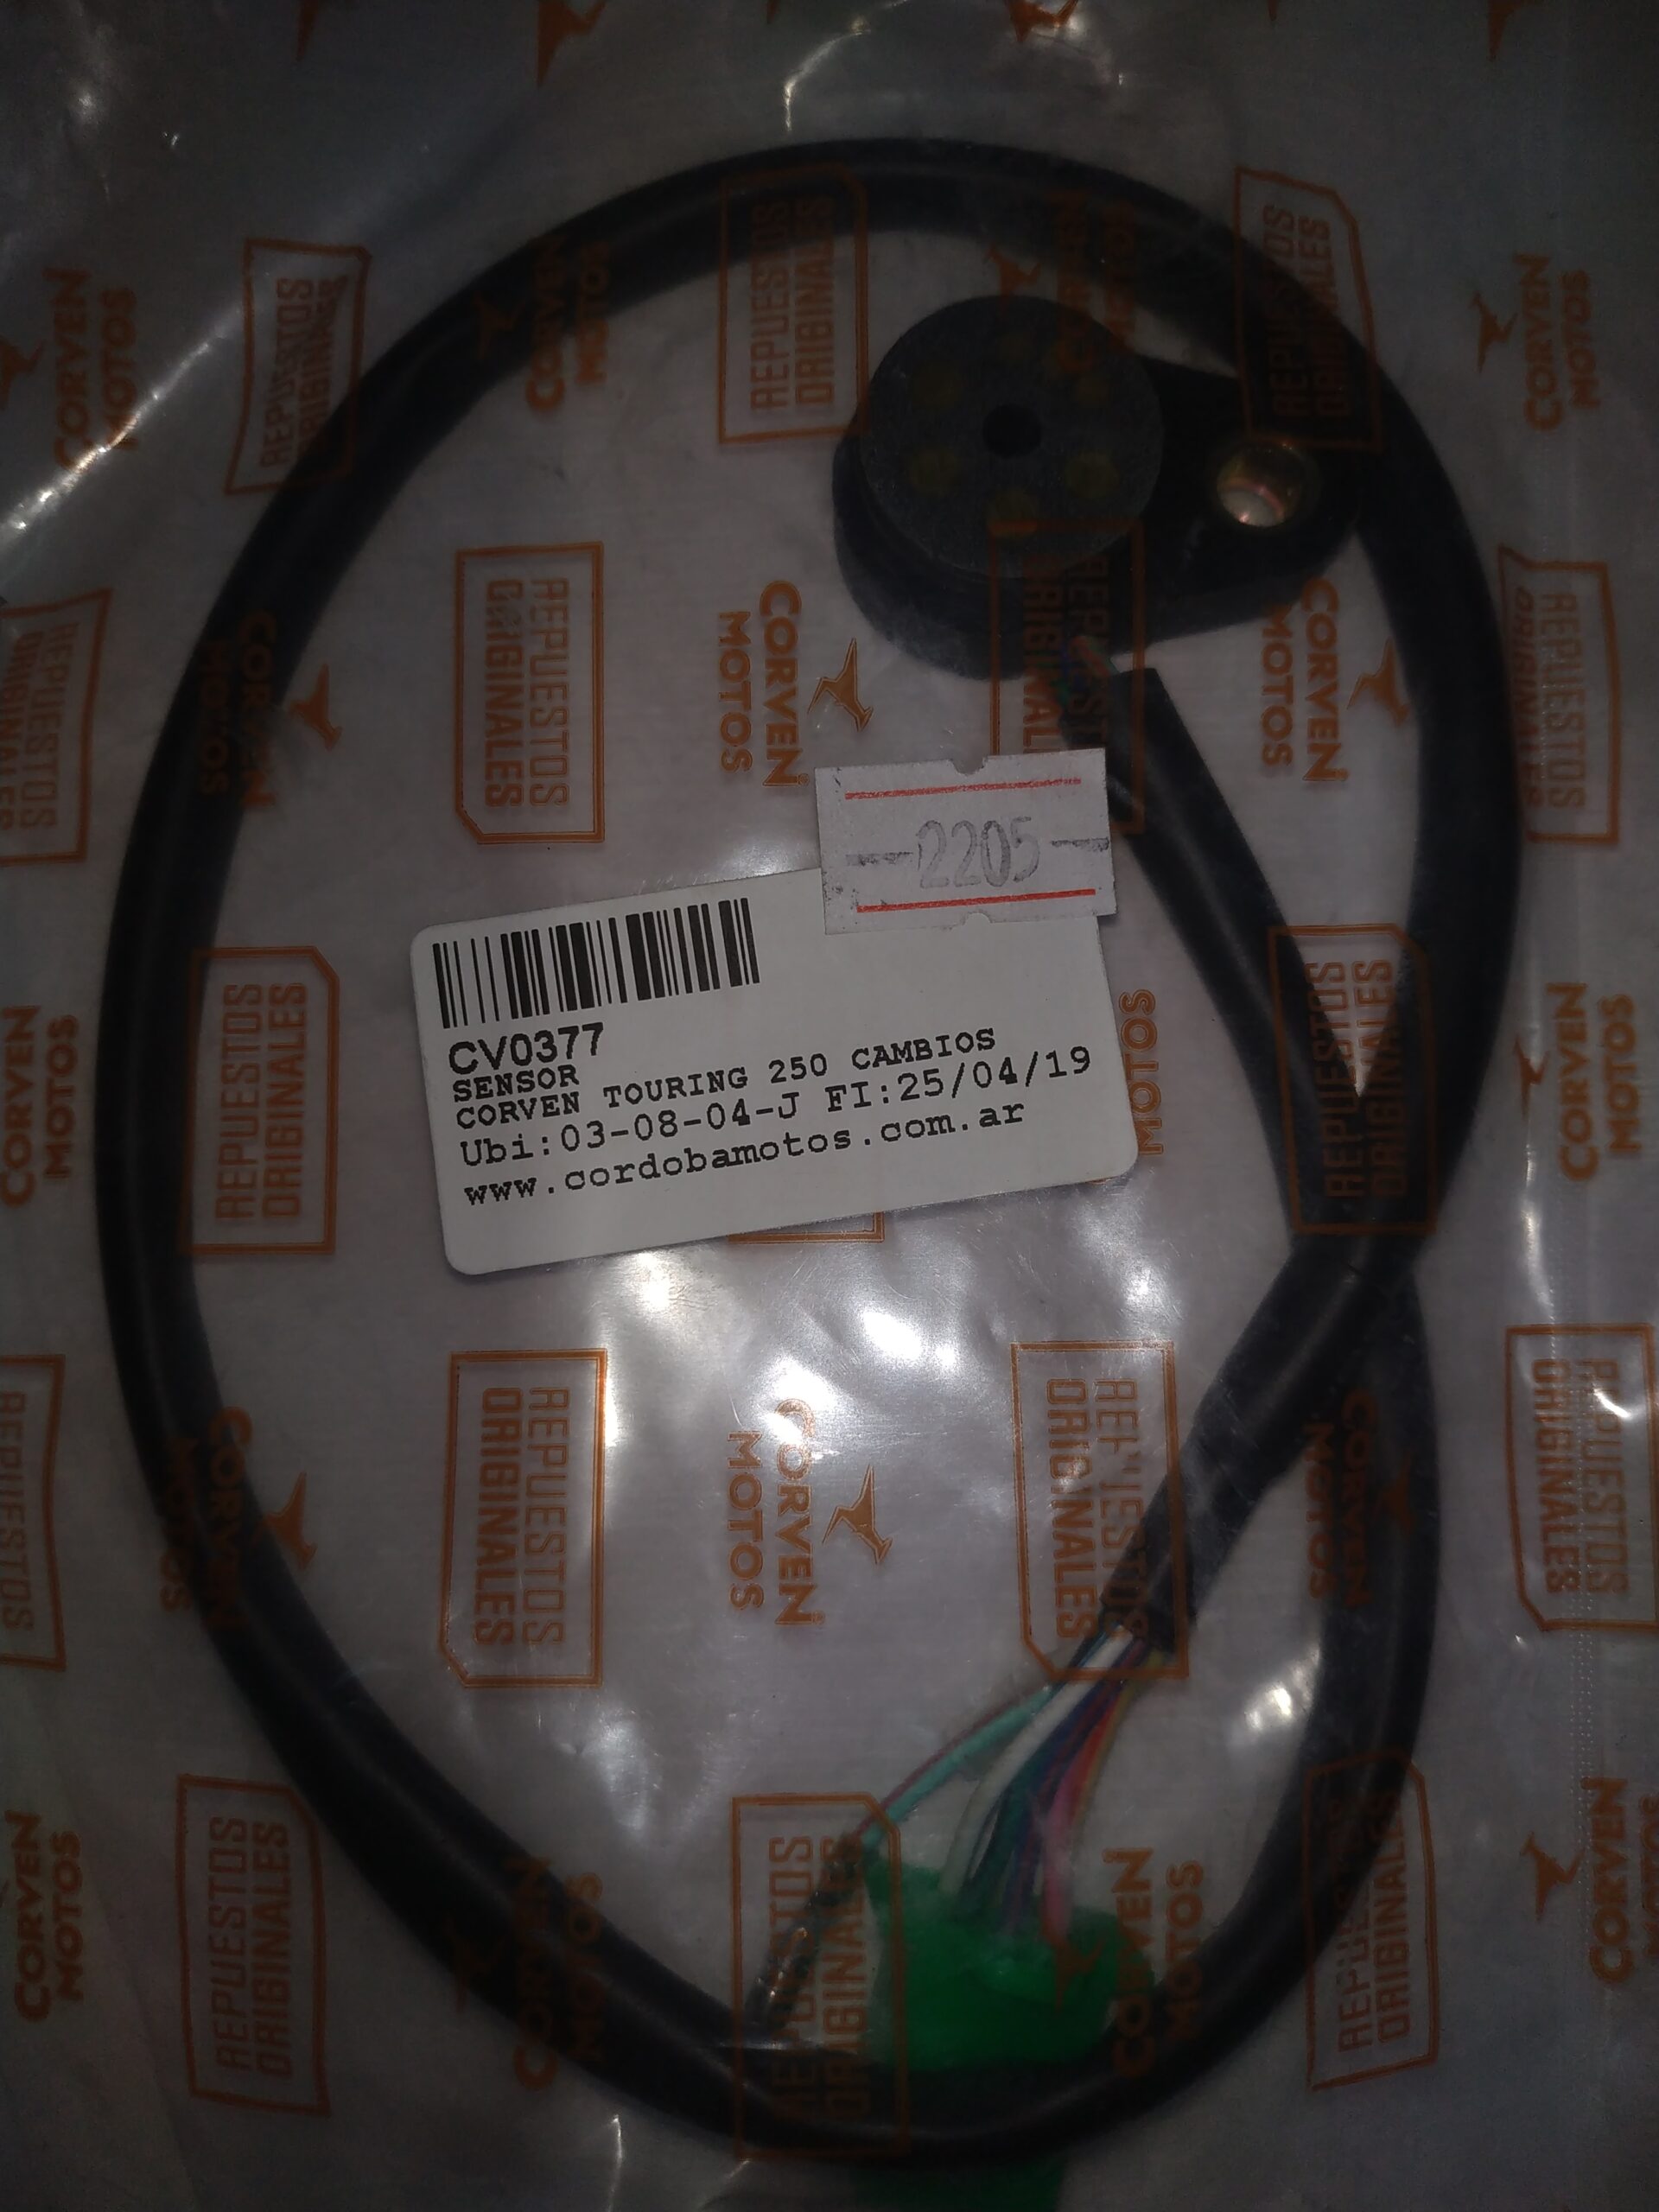 CORVEN
MOTOS
REPUESTOS
ORIGINALES
2205
CV0377
SENSOR
CORVEN TOURING 250 CAMBIOS
Ubi:03-08-04-J FI:25/04/19
www.cordobamotos.com.ar